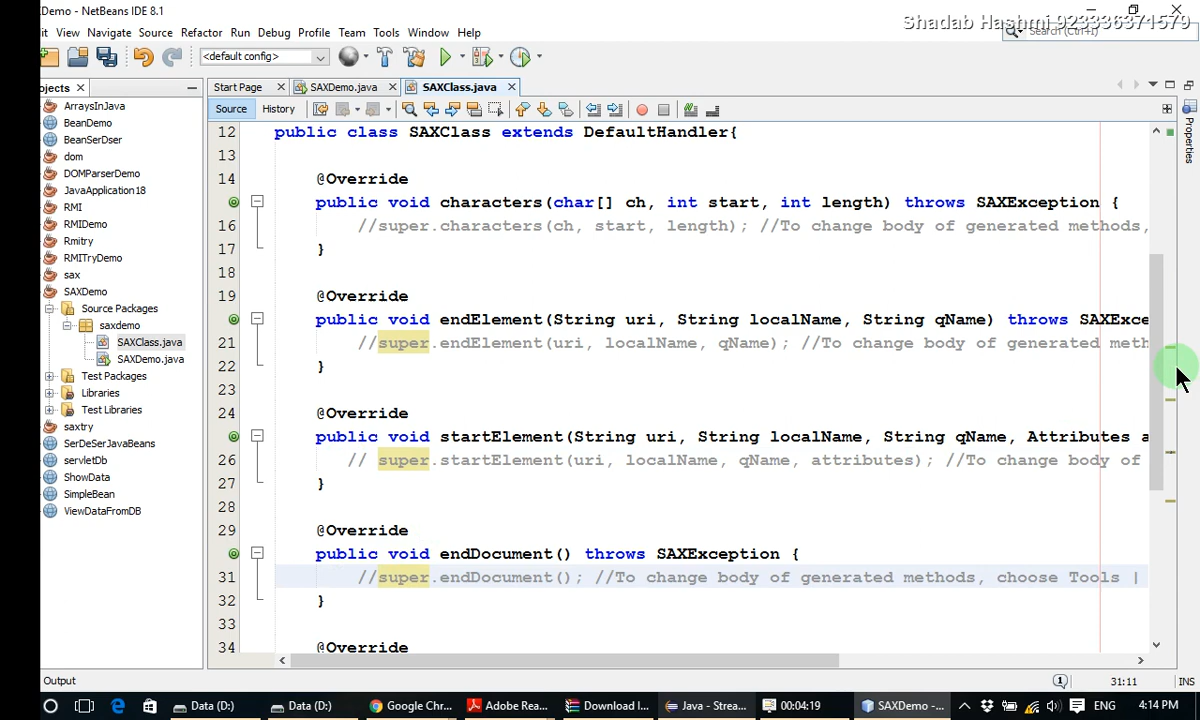 Demo - NetBeans IDE 8.1
Shadab Hashmi 923336371579
it View Navigate Source Refactor Run Debug Profile Team Tools Window Help
Search (Ctrl+I)
<default config>
ojects
Start Page SAXDemo.java SAXClass.java
Source History
ArraysInJava
BeanDemo
BeanSerDser
dom
DOMParserDemo
JavaApplication18
RMI
RMIDemo
Rmitry
RMITryDemo
sax
SAXDemo
Source Packages
saxdemo
SAXClass.java
SAXDemo.java
Test Packages
Libraries
Test Libraries
saxtry
SerDeSerJavaBeans
servletDb
ShowData
SimpleBean
ViewDataFromDB
12 public class SAXClass extends DefaultHandler{
13
14 @Override
public void characters(char[] ch, int start, int length) throws SAXException {
16 //super.characters(ch, start, length); //To change body of generated methods,
17 }
18
19 @Override
public void endElement(String uri, String localName, String qName) throws SAXExce
21 //super.endElement(uri, localName, qName); //To change body of generated meth
22 }
23
24 @Override
public void startElement(String uri, String localName, String qName, Attributes a
26 // super.startElement(uri, localName, qName, attributes); //To change body of
27 }
28
29 @Override
public void endDocument() throws SAXException {
31 //super.endDocument(); //To change body of generated methods, choose Tools |
32 }
33
34 @Override
Properties
Output
1
31:11
INS
Data (D:) Data (D:) Google Chr... Adobe Rea... Download I... Java - Strea... 00:04:19 SAXDemo -... ENG 4:14 PM